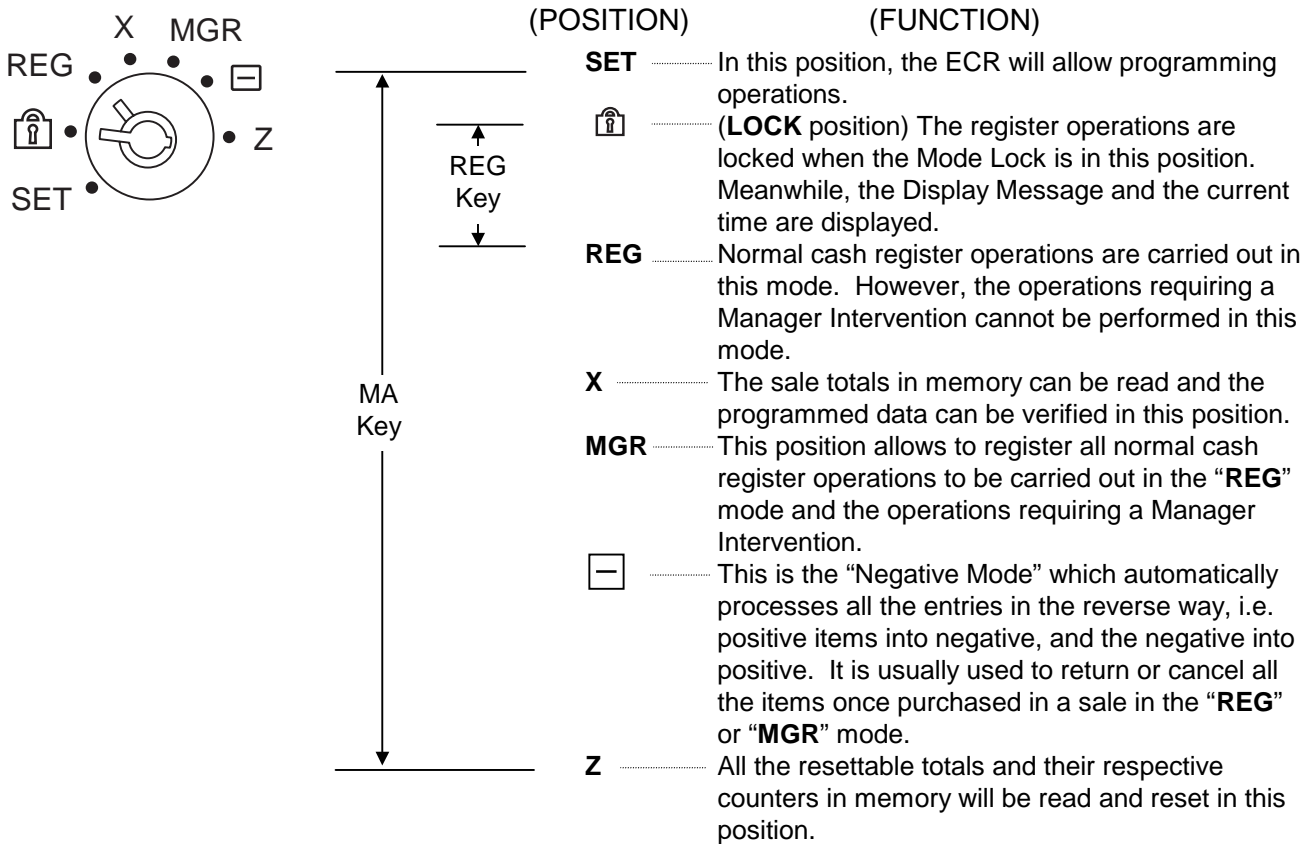 X MGR
REG
Z
SET
(POSITION) (FUNCTION)
MA
Key
REG
Key
SET In this position, the ECR will allow programming
operations.
(LOCK position) The register operations are
locked when the Mode Lock is in this position.
Meanwhile, the Display Message and the current
time are displayed.
REG Normal cash register operations are carried out in
this mode. However, the operations requiring a
Manager Intervention cannot be performed in this
mode.
X The sale totals in memory can be read and the
programmed data can be verified in this position.
MGR This position allows to register all normal cash
register operations to be carried out in the “REG”
mode and the operations requiring a Manager
Intervention.
− This is the “Negative Mode” which automatically
processes all the entries in the reverse way, i.e.
positive items into negative, and the negative into
positive. It is usually used to return or cancel all
the items once purchased in a sale in the “REG”
or “MGR” mode.
Z All the resettable totals and their respective
counters in memory will be read and reset in this
position.